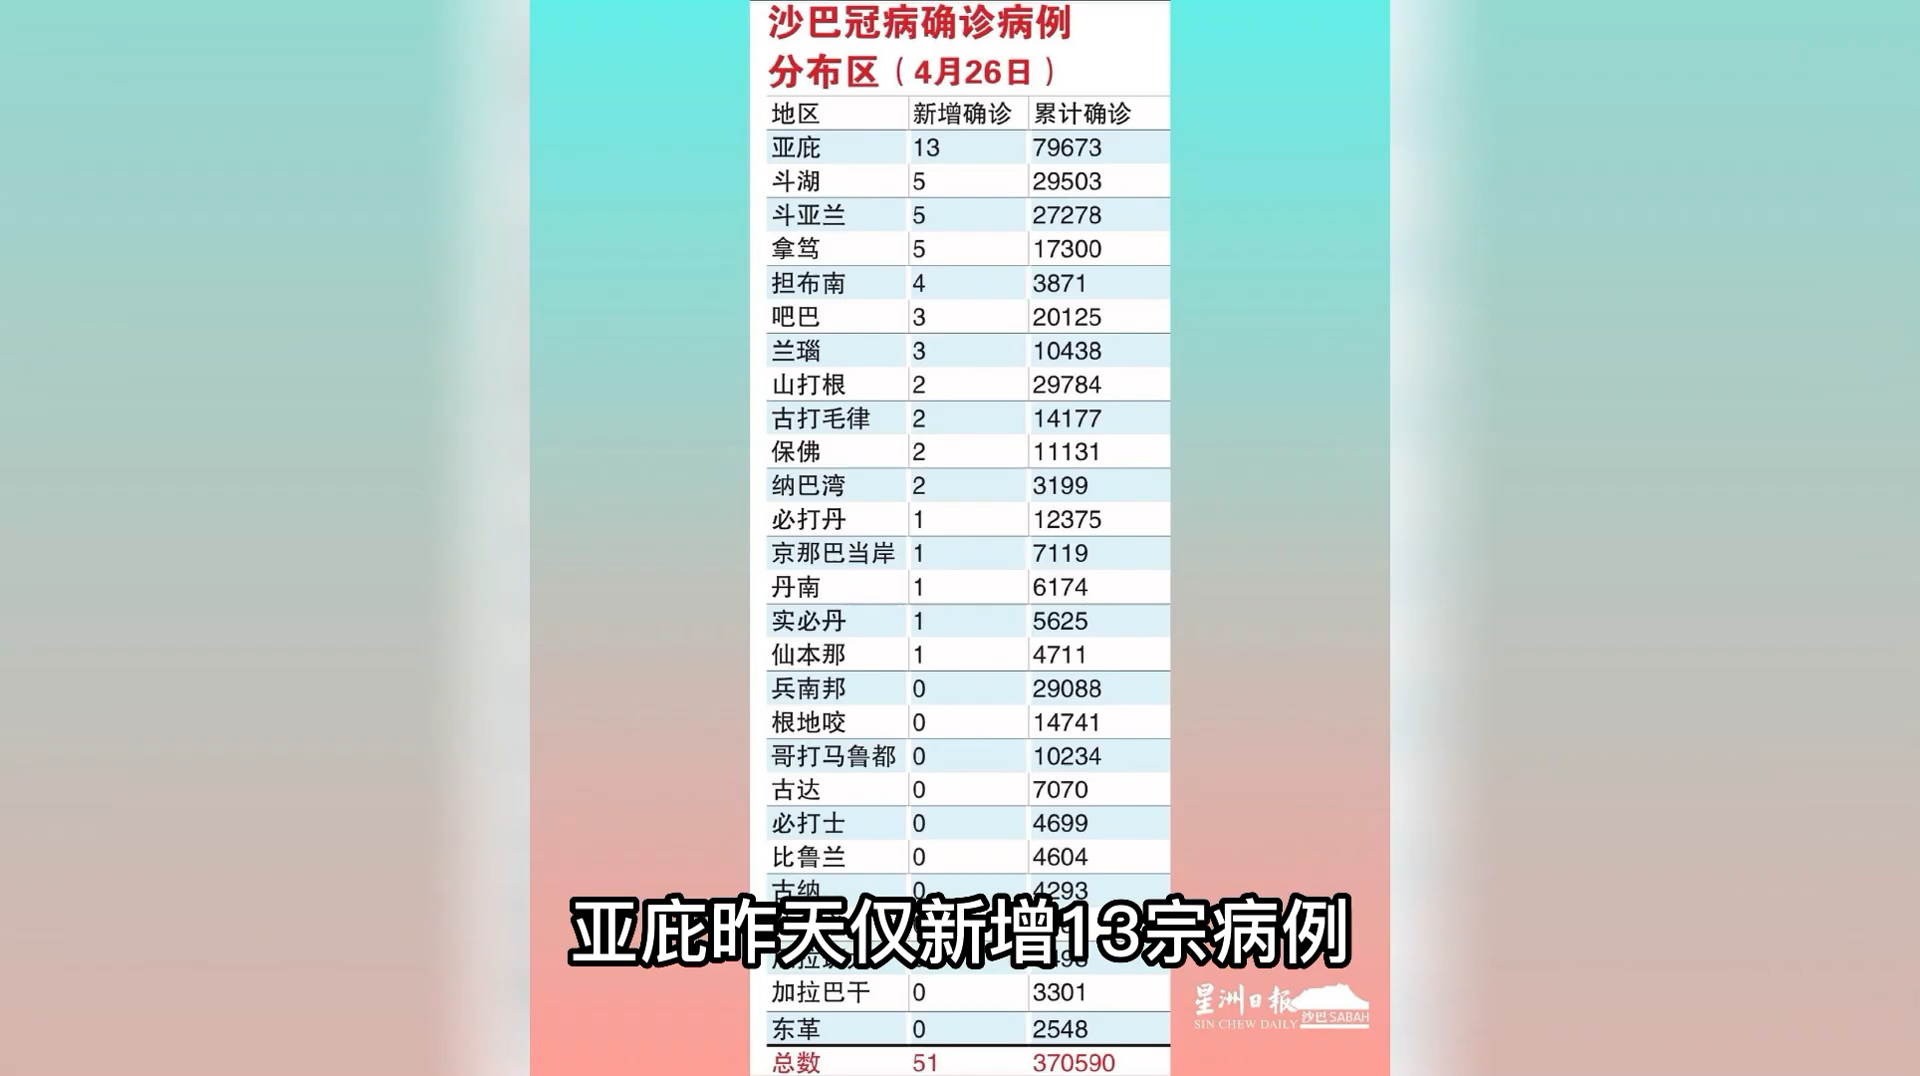 沙巴冠病确诊病例
分布区（4月26日）
地区 新增确诊 累计确诊
亚庇 13 79673
斗湖 5 29503
斗亚兰 5 27278
拿笃 5 17300
担布南 4 3871
吧巴 3 20125
兰瑙 3 10438
山打根 2 29784
古打毛律 2 14177
保佛 2 11131
纳巴湾 2 3199
必打丹 1 12375
京那巴当岸 1 7119
丹南 1 6174
实必丹 1 5625
仙本那 1 4711
兵南邦 0 29088
根地咬 0 14741
哥打马鲁都 0 10234
古达 0 7070
必打士 0 4699
比鲁兰 0 4604
古纳 0 4293
亚庇昨天仅新增13宗病例
加拉巴干 0 3301
东革 0 2548
总数 51 370590
星洲日报
SIN CHEW DAILY 沙巴 SABAH